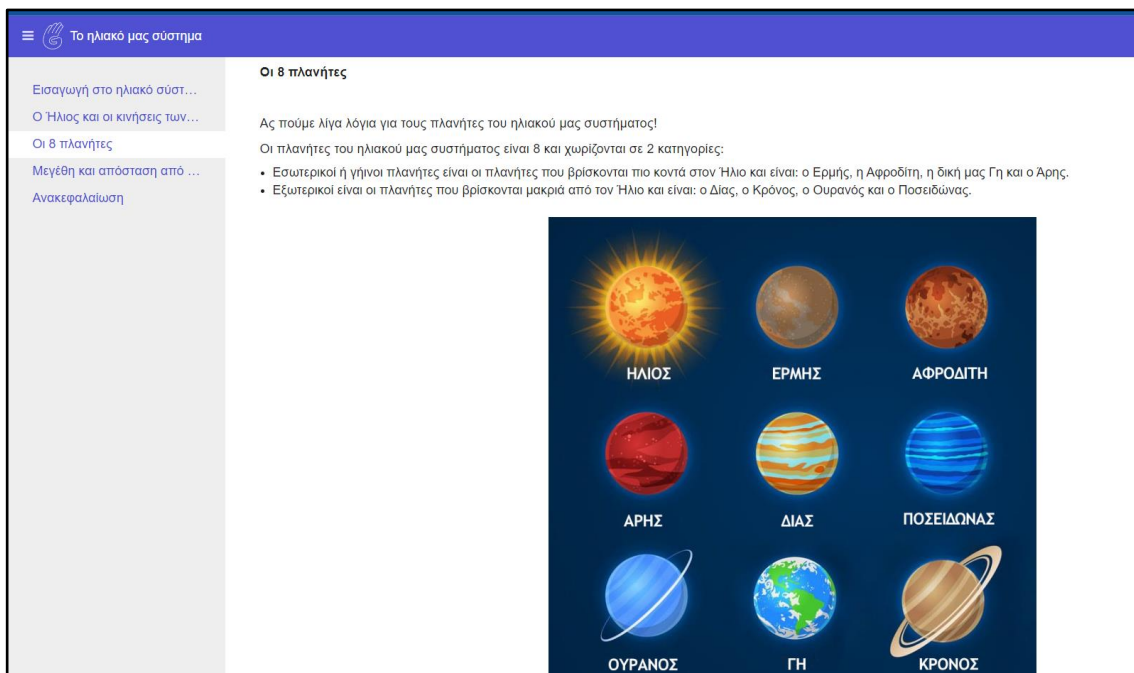 Το ηλιακό μας σύστημα
Εισαγωγή στο ηλιακό σύστ...
Ο Ήλιος και οι κινήσεις των...
Οι 8 πλανήτες
Μεγέθη και απόσταση από ...
Ανακεφαλαίωση
Οι 8 πλανήτες
Ας πούμε λίγα λόγια για τους πλανήτες του ηλιακού μας συστήματος!
Οι πλανήτες του ηλιακού μας συστήματος είναι 8 και χωρίζονται σε 2 κατηγορίες:
• Εσωτερικοί ή γήινοι πλανήτες είναι οι πλανήτες που βρίσκονται πιο κοντά στον Ήλιο και είναι: ο Ερμής, η Αφροδίτη, η δική μας Γη και ο Άρης.
• Εξωτερικοί είναι οι πλανήτες που βρίσκονται μακριά από τον Ήλιο και είναι: ο Δίας, ο Κρόνος, ο Ουρανός και ο Ποσειδώνας.
ΗΛΙΟΣ ΕΡΜΗΣ ΑΦΡΟΔΙΤΗ
ΑΡΗΣ ΔΙΑΣ ΠΟΣΕΙΔΩΝΑΣ
ΟΥΡΑΝΟΣ ΓΗ ΚΡΟΝΟΣ